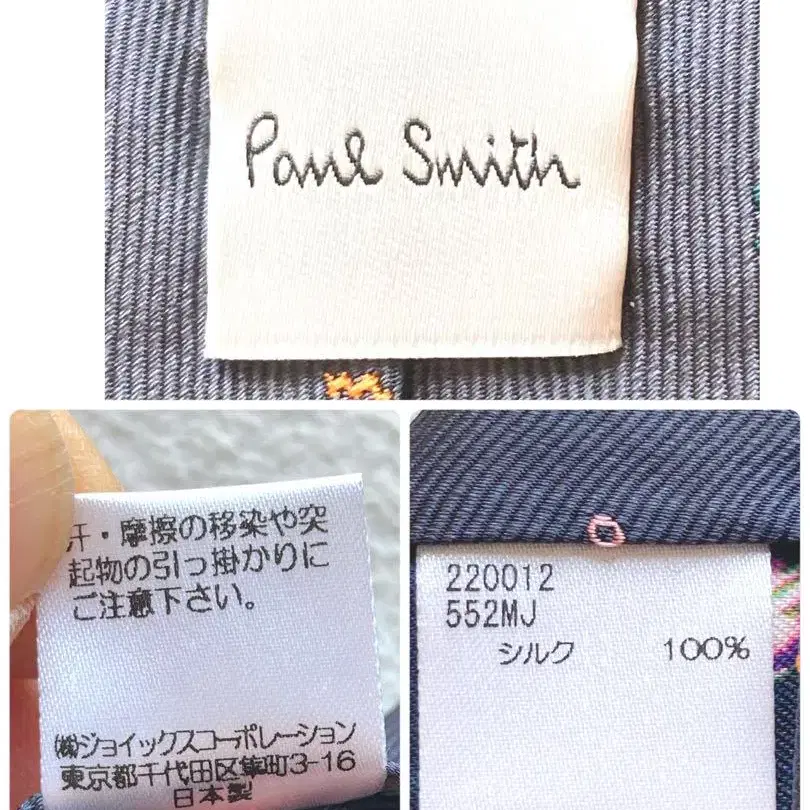 Paul Smith
汗・摩擦の移染や突
起物の引っ掛かりに
ご注意下さい。
㈱ジョイックスコーポレーション
東京都千代田区隼町3-16
日本製
220012
552MJ
シルク 100%